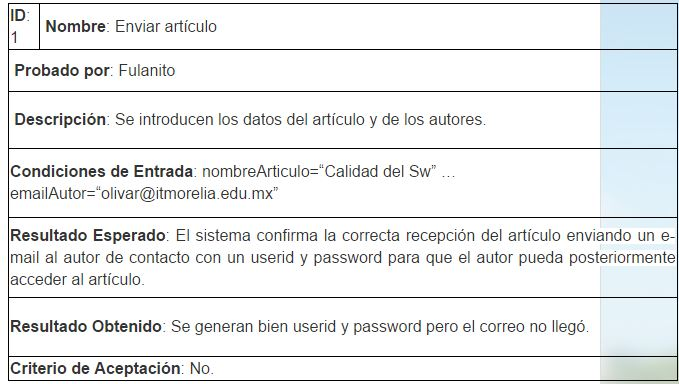 ID:
1
Nombre: Enviar artículo
Probado por: Fulanito
Descripción: Se introducen los datos del artículo y de los autores.
Condiciones de Entrada: nombreArticulo=“Calidad del Sw” …
emailAutor=“olivar@itmorelia.edu.mx”
Resultado Esperado: El sistema confirma la correcta recepción del artículo enviando un e-
mail al autor de contacto con un userid y password para que el autor pueda posteriormente
acceder al artículo.
Resultado Obtenido: Se generan bien userid y password pero el correo no llegó.
Criterio de Aceptación: No.